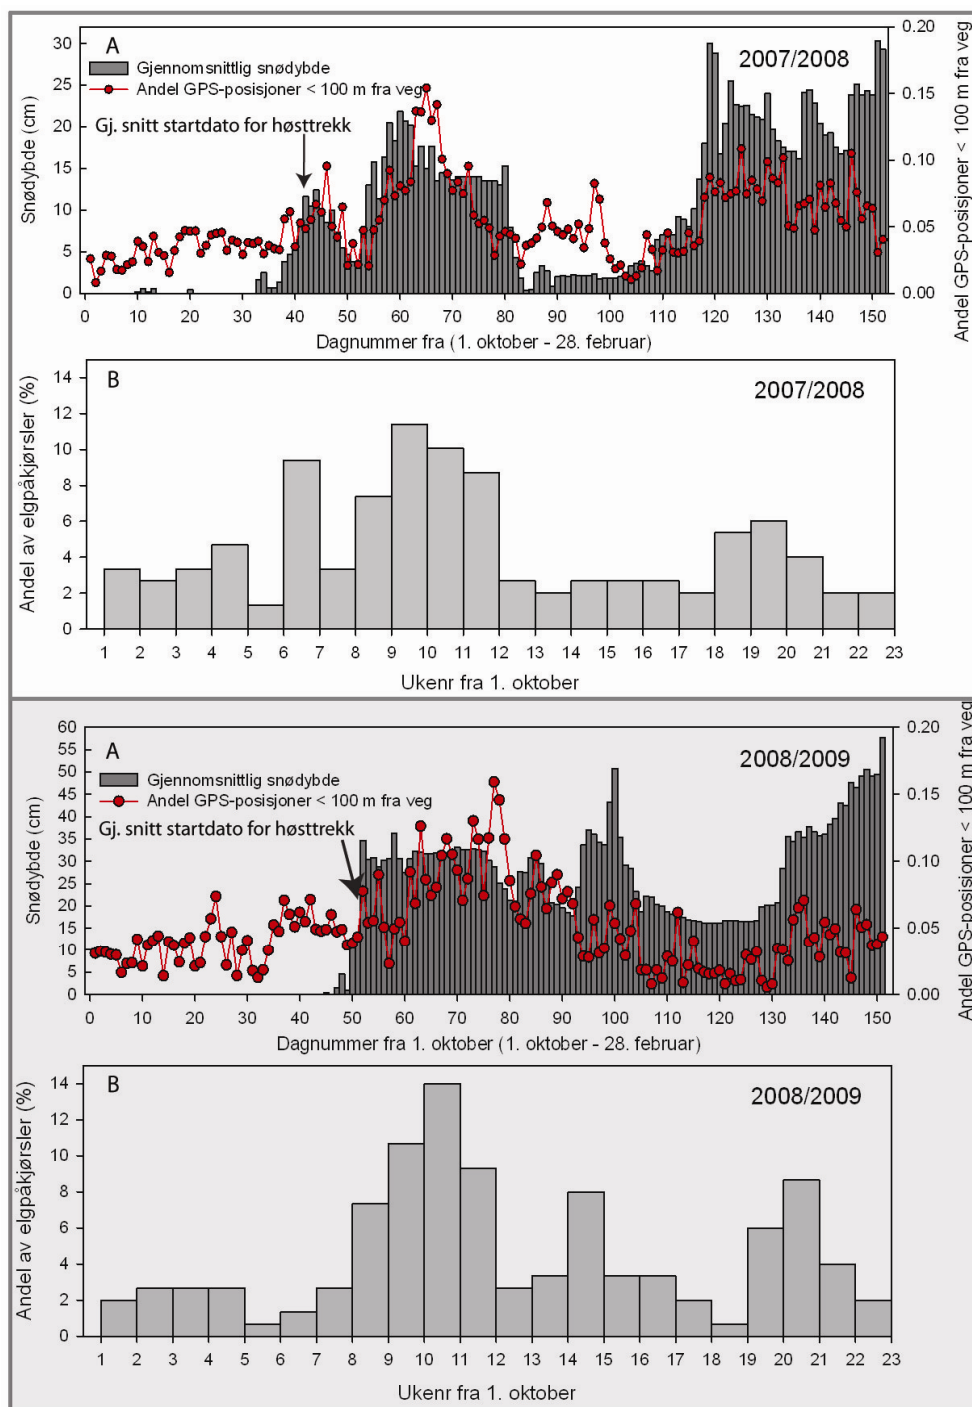 A
2007/2008
Gjennomsnittlig snødybde
Andel GPS-posisjoner < 100 m fra veg
Gj. snitt startdato for høsttrekk
Snødybde (cm)
30
25
20
15
10
5
0
0.20
0.15
0.10
0.05
0.00
Andel GPS-posisjoner < 100 m fra veg
0 10 20 30 40 50 60 70 80 90 100 110 120 130 140 150
Dagnummer fra (1. oktober - 28. februar)
B
2007/2008
Andel av elgpåkjørsler (%)
14
12
10
8
6
4
2
0
1 2 3 4 5 6 7 8 9 10 11 12 13 14 15 16 17 18 19 20 21 22 23
Ukenr fra 1. oktober
A
2008/2009
Gjennomsnittlig snødybde
Andel GPS-posisjoner < 100 m fra veg
Gj. snitt startdato for høsttrekk
Snødybde (cm)
60
55
50
45
40
35
30
25
20
15
10
5
0
0.20
0.15
0.10
0.05
0.00
Andel GPS-posisjoner < 100 m fra veg
0 10 20 30 40 50 60 70 80 90 100 110 120 130 140 150
Dagnummer fra 1. oktober (1. oktober - 28. februar)
B
2008/2009
Andel av elgpåkjørsler (%)
14
12
10
8
6
4
2
0
1 2 3 4 5 6 7 8 9 10 11 12 13 14 15 16 17 18 19 20 21 22 23
Ukenr fra 1. oktober